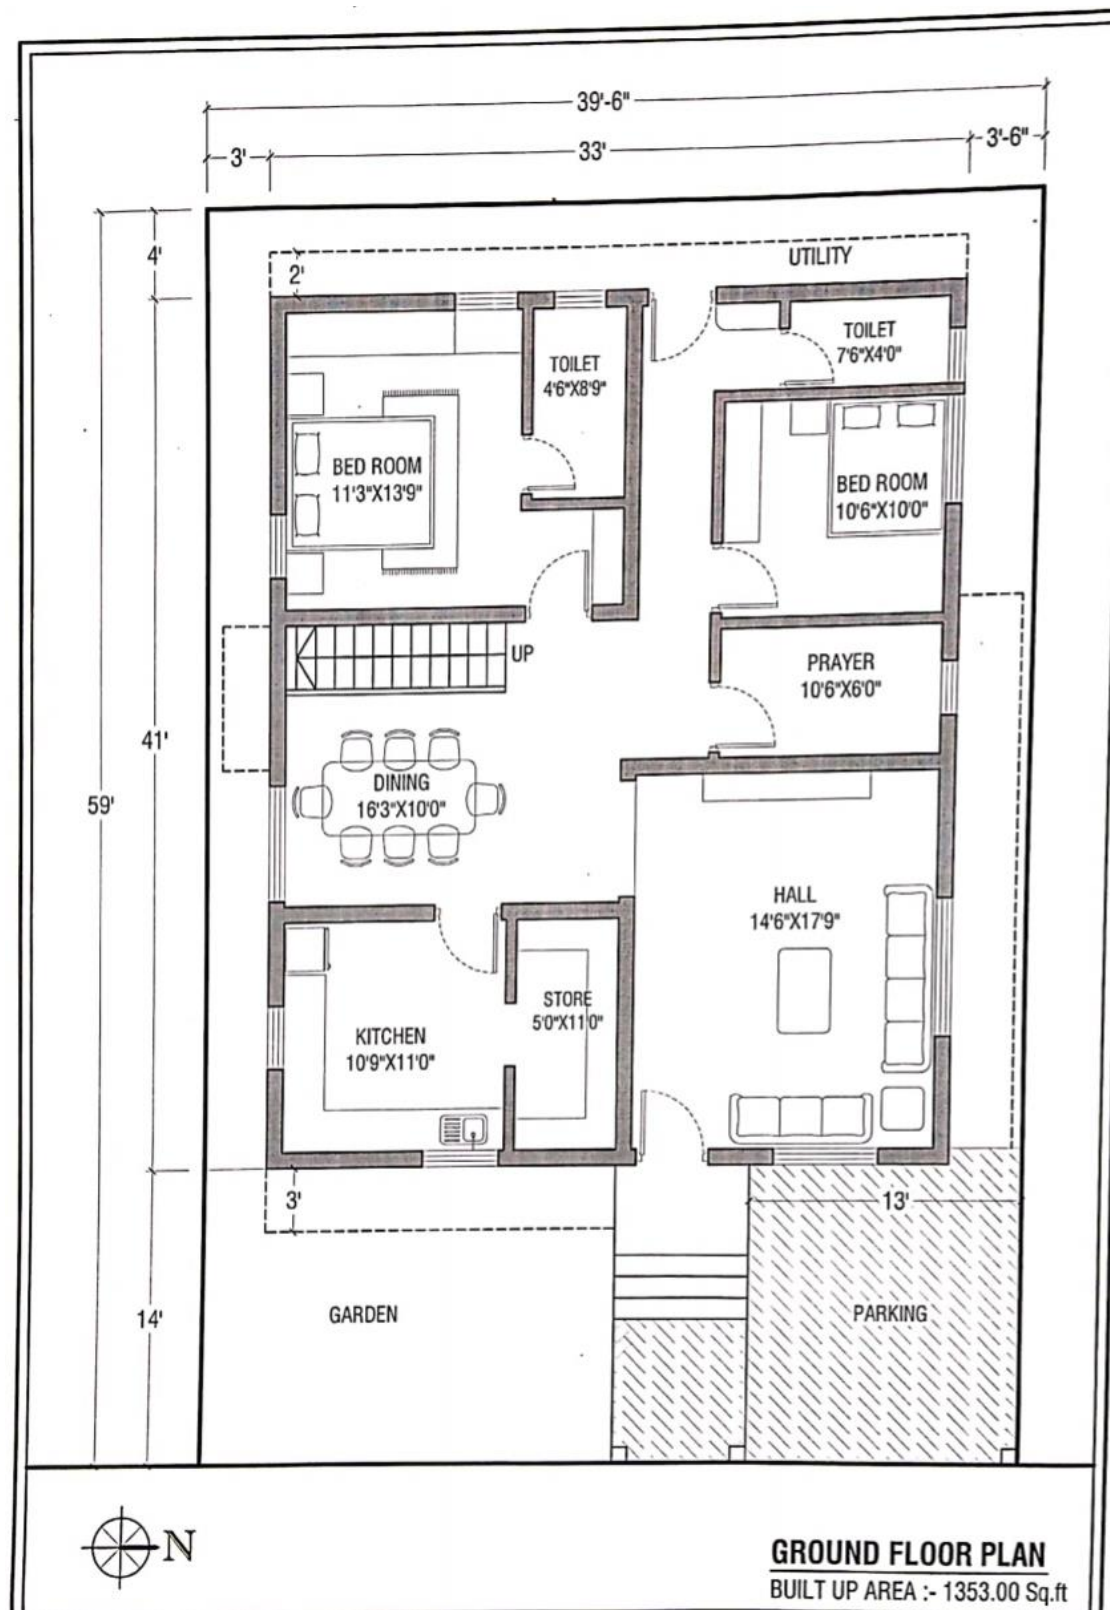 39'-6"
3'
33'
3'-6"
4'
2'
UTILITY
TOILET
7'6"X4'0"
TOILET
4'6"X8'9"
BED ROOM
11'3"X13'9"
BED ROOM
10'6"X10'0"
UP
PRAYER
10'6"X6'0"
41'
59'
DINING
16'3"X10'0"
HALL
14'6"X17'9"
STORE
5'0"X11'0"
KITCHEN
10'9"X11'0"
3'
13'
14'
GARDEN
PARKING
N
GROUND FLOOR PLAN
BUILT UP AREA :- 1353.00 Sq.ft